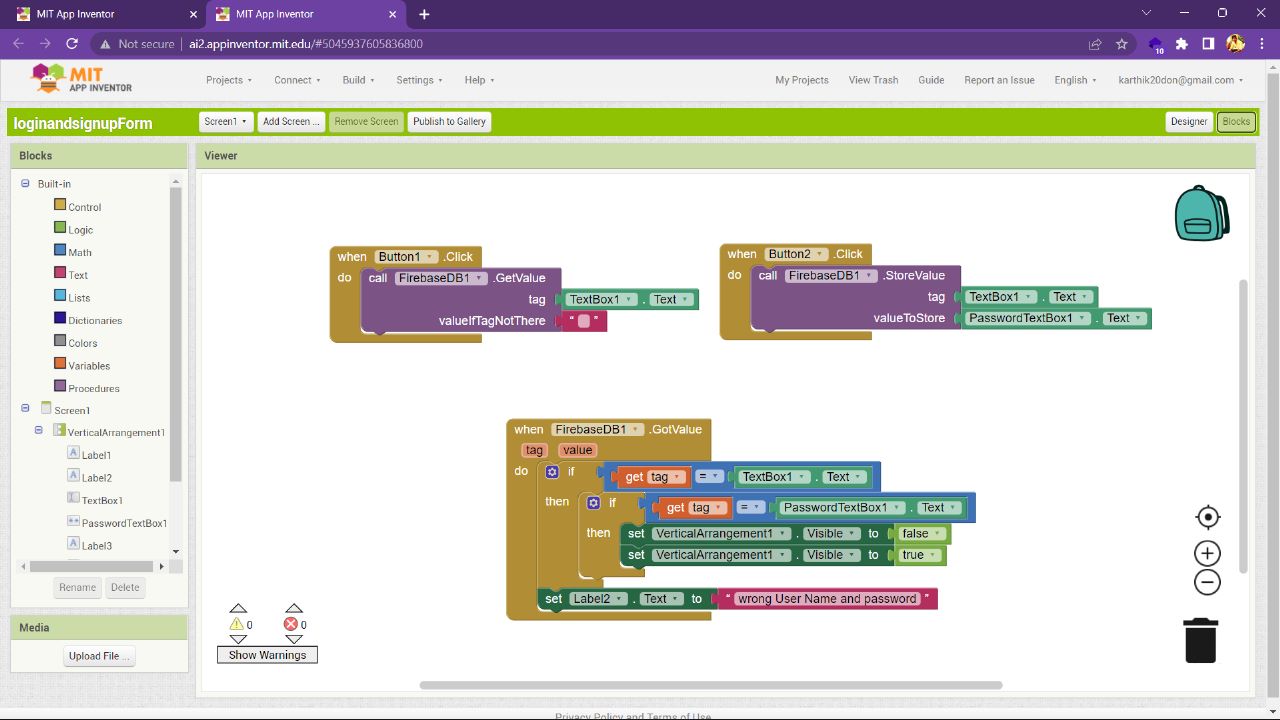 MIT App Inventor
MIT App Inventor
Not secure | ai2.appinventor.mit.edu/#5045937605836800
10
MIT
APP INVENTOR
Projects
Connect
Build
Settings
Help
My Projects
View Trash
Guide
Report an Issue
English
karthik20don@gmail.com
loginandsignupForm
Screen1
Add Screen ...
Remove Screen
Publish to Gallery
Designer
Blocks
Blocks
Viewer
Built-in
Control
Logic
Math
Text
Lists
Dictionaries
Colors
Variables
Procedures
Screen1
VerticalArrangement1
Label1
Label2
TextBox1
PasswordTextBox1
Label3
Rename
Delete
Media
Upload File ...
when Button1 .Click
do call FirebaseDB1 .GetValue
tag TextBox1 . Text
valueIfTagNotThere “ ”
when Button2 .Click
do call FirebaseDB1 .StoreValue
tag TextBox1 . Text
valueToStore PasswordTextBox1 . Text
when FirebaseDB1 .GotValue
tag value
do if get tag = TextBox1 . Text
then if get tag = PasswordTextBox1 . Text
then set VerticalArrangement1 . Visible to false
set VerticalArrangement1 . Visible to true
set Label2 . Text to “ wrong User Name and password ”
0 0
Show Warnings
Privacy Policy and Terms of Use